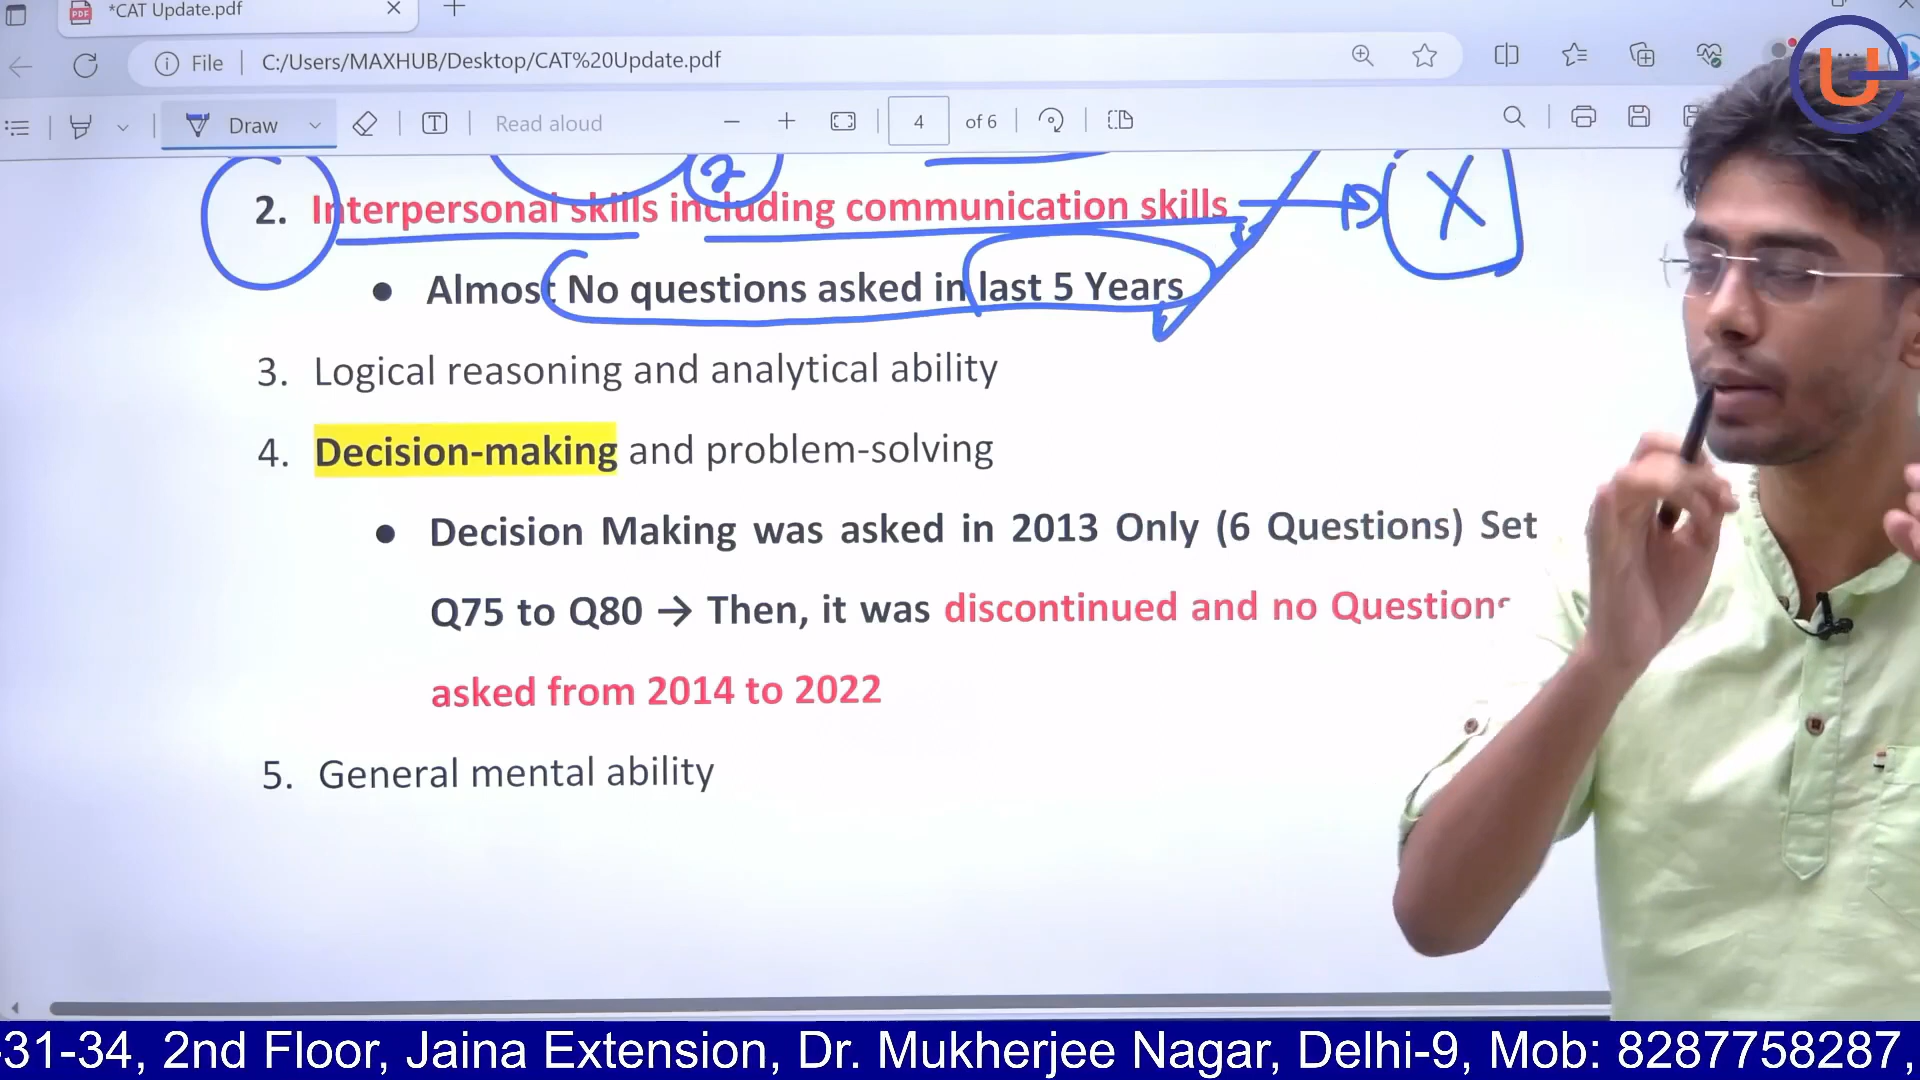 *CAT Update.pdf
File
C:/Users/MAXHUB/Desktop/CAT%20Update.pdf
Draw
Read aloud
4 of 6
2
X
2. Interpersonal skills including communication skills
● Almost No questions asked in last 5 Years
3. Logical reasoning and analytical ability
4. Decision-making and problem-solving
● Decision Making was asked in 2013 Only (6 Questions) Set
Q75 to Q80 → Then, it was discontinued and no Questions
asked from 2014 to 2022
5. General mental ability
-31-34, 2nd Floor, Jaina Extension, Dr. Mukherjee Nagar, Delhi-9, Mob: 8287758287,